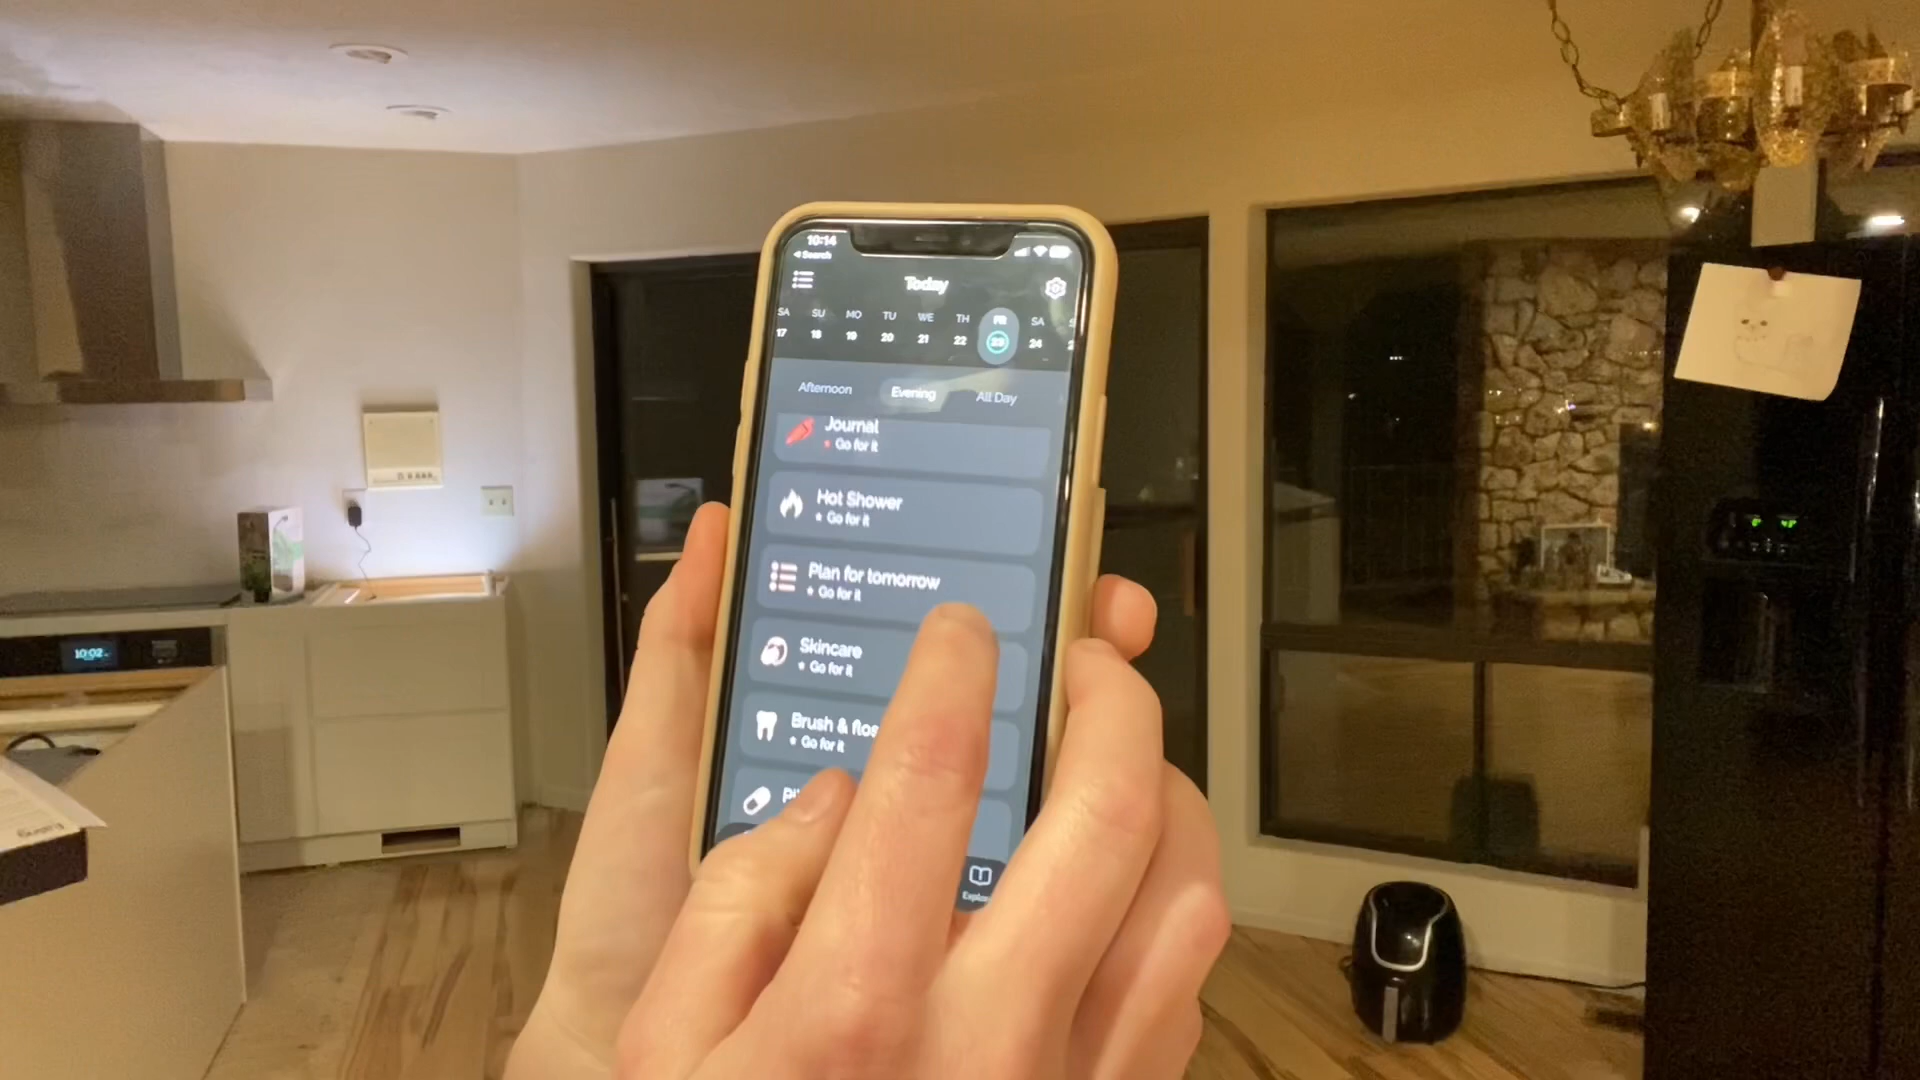 10:14
Search
Today
SA SU MO TU WE TH FR SA
17 18 19 20 21 22 23 24
Afternoon Evening All Day
Journal
Go for it
Hot Shower
Go for it
Plan for tomorrow
Go for it
Skincare
Go for it
Brush & flos
Go for it
10:02